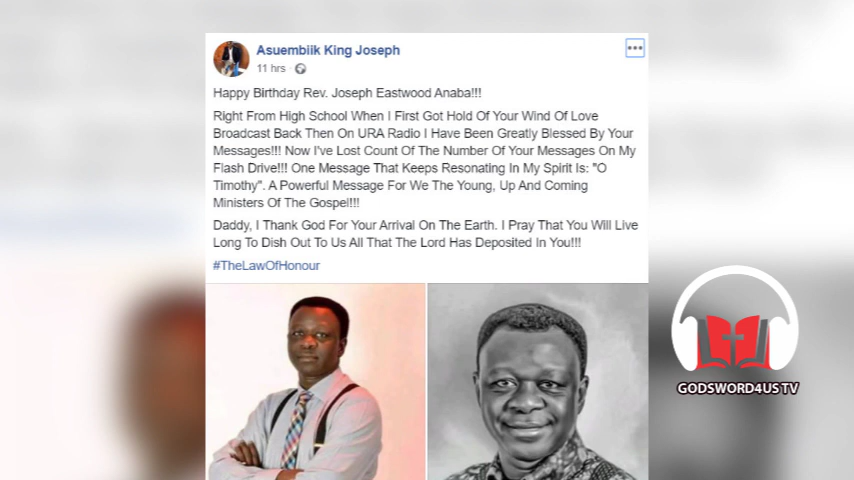 Asuembiik King Joseph
11 hrs ·
Happy Birthday Rev. Joseph Eastwood Anaba!!!
Right From High School When I First Got Hold Of Your Wind Of Love
Broadcast Back Then On URA Radio I Have Been Greatly Blessed By Your
Messages!!! Now I've Lost Count Of The Number Of Your Messages On My
Flash Drive!!! One Message That Keeps Resonating In My Spirit Is: "O
Timothy". A Powerful Message For We The Young, Up And Coming
Ministers Of The Gospel!!!
Daddy, I Thank God For Your Arrival On The Earth. I Pray That You Will Live
Long To Dish Out To Us All That The Lord Has Deposited In You!!!
#TheLawOfHonour
GODSWORD4US TV